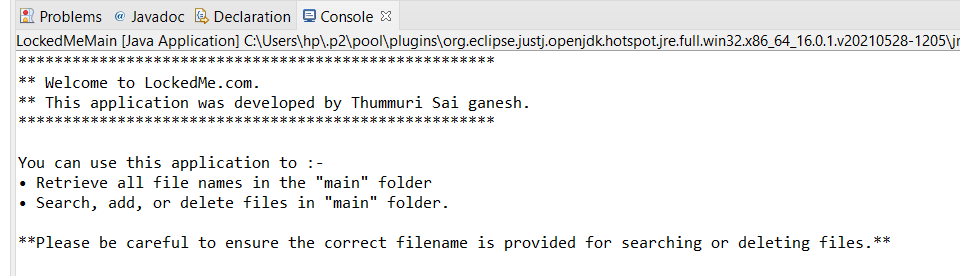 Problems @ Javadoc Declaration Console
LockedMeMain [Java Application] C:\Users\hp\.p2\pool\plugins\org.eclipse.justj.openjdk.hotspot.jre.full.win32.x86_64_16.0.1.v20210528-1205\jr
*****************************************************
** Welcome to LockedMe.com.
** This application was developed by Thummuri Sai ganesh.
*****************************************************
You can use this application to :-
• Retrieve all file names in the "main" folder
• Search, add, or delete files in "main" folder.
**Please be careful to ensure the correct filename is provided for searching or deleting files.**